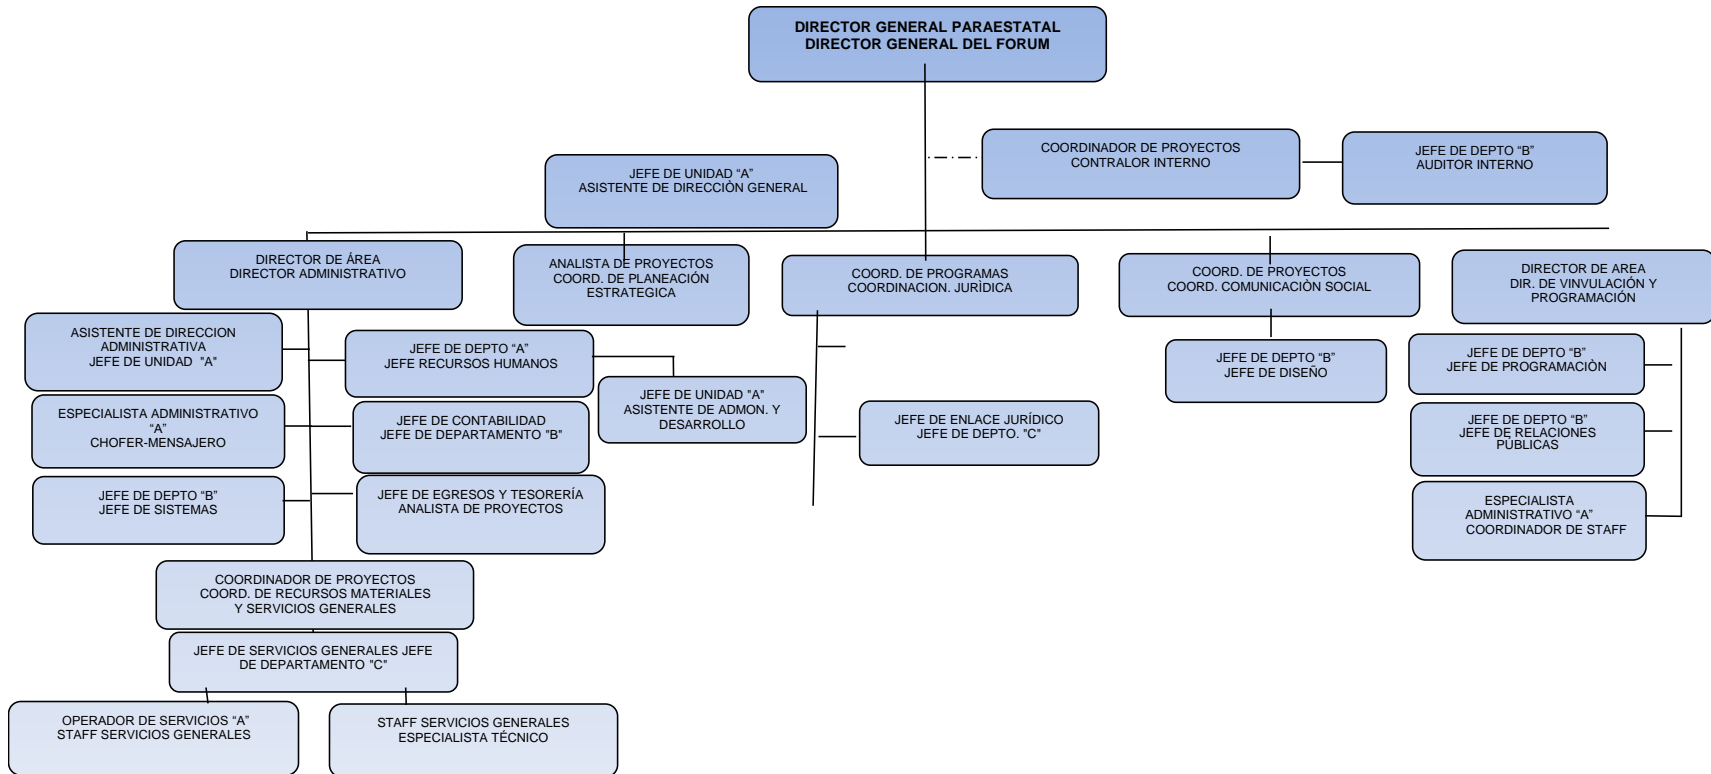 DIRECTOR GENERAL PARAESTATAL
DIRECTOR GENERAL DEL FORUM
COORDINADOR DE PROYECTOS
CONTRALOR INTERNO
JEFE DE DEPTO “B”
AUDITOR INTERNO
JEFE DE UNIDAD “A”
ASISTENTE DE DIRECCIÒN GENERAL
DIRECTOR DE ÁREA
DIRECTOR ADMINISTRATIVO
ANALISTA DE PROYECTOS
COORD. DE PLANEACIÓN
ESTRATEGICA
COORD. DE PROGRAMAS
COORDINACION. JURÌDICA
COORD. DE PROYECTOS
COORD. COMUNICACIÒN SOCIAL
DIRECTOR DE AREA
DIR. DE VINVULACIÓN Y
PROGRAMACIÓN
ASISTENTE DE DIRECCION
ADMINISTRATIVA
JEFE DE UNIDAD "A"
JEFE DE DEPTO “A”
JEFE RECURSOS HUMANOS
JEFE DE UNIDAD "A"
ASISTENTE DE ADMON. Y
DESARROLLO
JEFE DE DEPTO “B”
JEFE DE DISEÑO
JEFE DE DEPTO “B”
JEFE DE PROGRAMACIÒN
ESPECIALISTA ADMINISTRATIVO
“A”
CHOFER-MENSAJERO
JEFE DE CONTABILIDAD
JEFE DE DEPARTAMENTO "B"
JEFE DE ENLACE JURÍDICO
JEFE DE DEPTO. "C"
JEFE DE DEPTO “B”
JEFE DE RELACIONES
PÙBLICAS
JEFE DE DEPTO “B”
JEFE DE SISTEMAS
JEFE DE EGRESOS Y TESORERÍA
ANALISTA DE PROYECTOS
ESPECIALISTA
ADMINISTRATIVO “A”
COORDINADOR DE STAFF
COORDINADOR DE PROYECTOS
COORD. DE RECURSOS MATERIALES
Y SERVICIOS GENERALES
JEFE DE SERVICIOS GENERALES JEFE
DE DEPARTAMENTO "C"
OPERADOR DE SERVICIOS “A”
STAFF SERVICIOS GENERALES
STAFF SERVICIOS GENERALES
ESPECIALISTA TÉCNICO